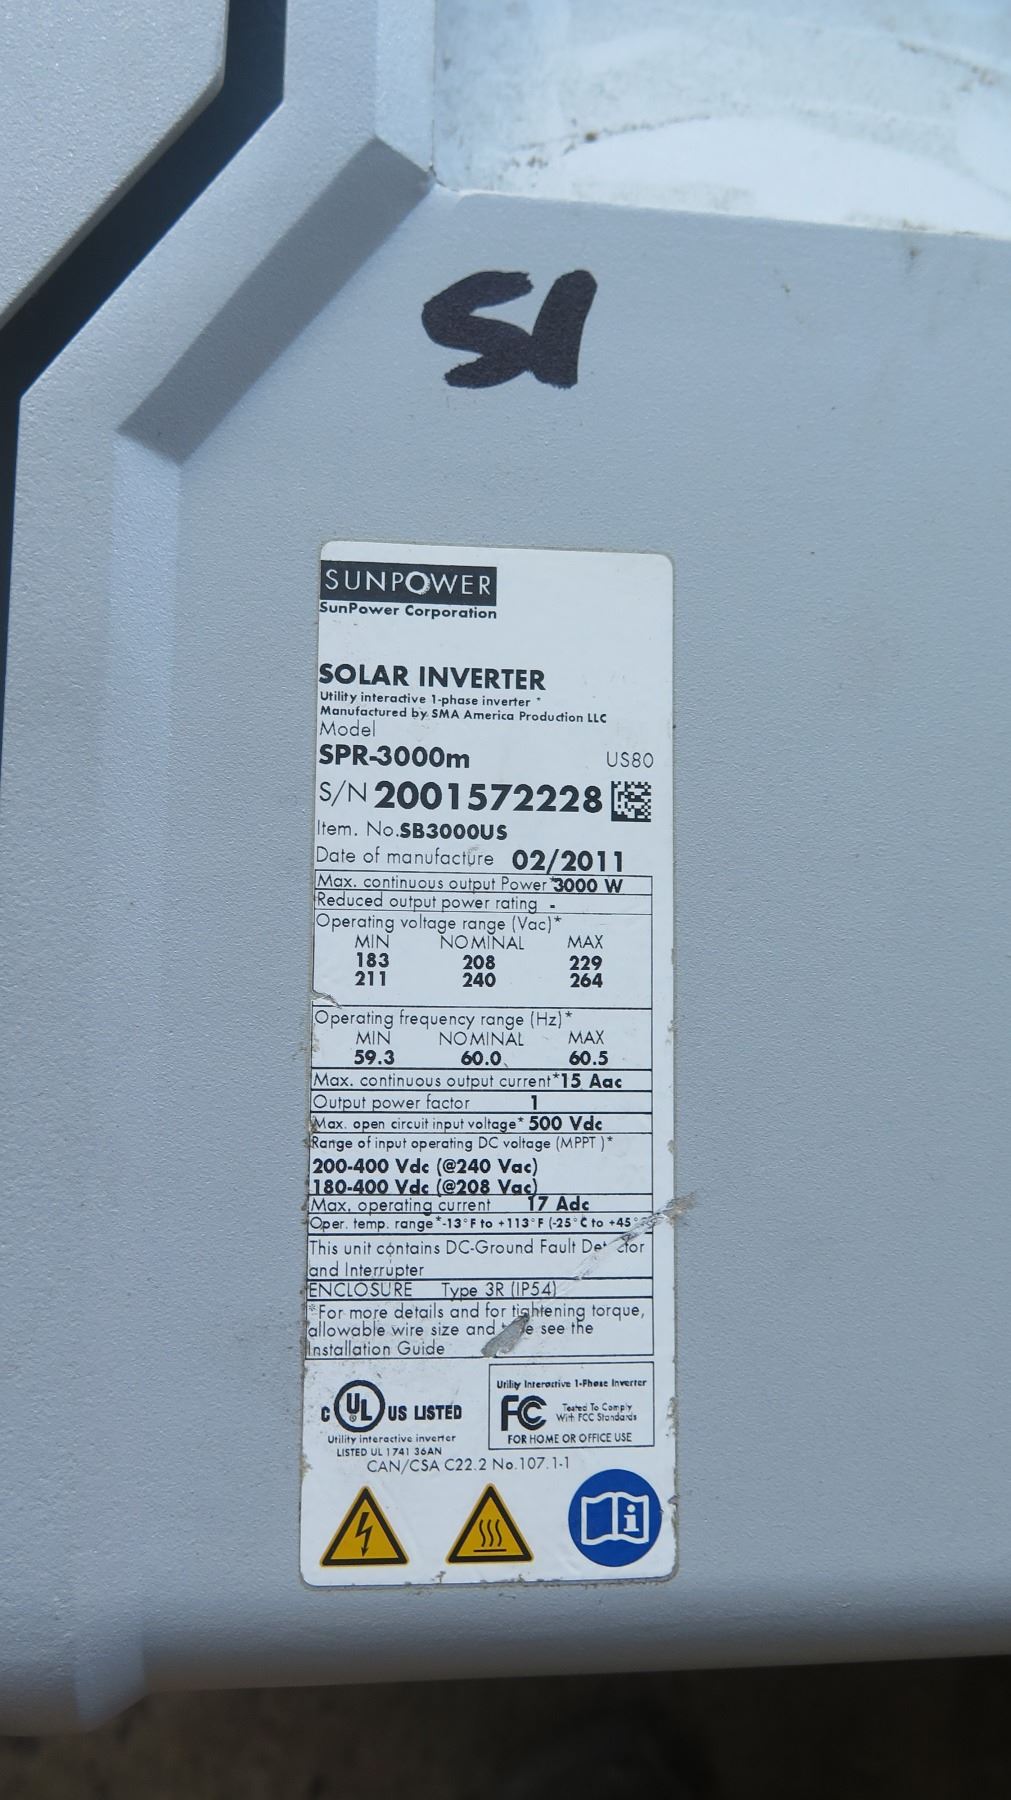 S1
SUNPOWER
SunPower Corporation
SOLAR INVERTER
Utility interactive 1-phase inverter *
Manufactured by SMA America Production LLC
Model
SPR-3000m US80
S/N 2001572228
Item. No.SB3000US
Date of manufacture 02/2011
Max. continuous output Power*3000 W
Reduced output power rating -
Operating voltage range (Vac)*
MIN NOMINAL MAX
183 208 229
211 240 264
Operating frequency range (Hz)*
MIN NOMINAL MAX
59.3 60.0 60.5
Max. continuous output current*15 Aac
Output power factor 1
Max. open circuit input voltage* 500 Vdc
Range of input operating DC voltage (MPPT )*
200-400 Vdc (@240 Vac)
180-400 Vdc (@208 Vac)
Max. operating current 17 Adc
Oper. temp. range*-13°F to +113°F (-25°C to +45°
This unit contains DC-Ground Fault
and Interrupter
ENCLOSURE Type 3R (IP54)
*For more details and for tightening torque,
allowable wire size and see the
Installation Guide
C UL US LISTED
Utility interactive inverter
LISTED UL 1741 36AN
Utility Interactive 1-Phase Inverter
FC Tested To Comply
With FCC Standards
FOR HOME OR OFFICE USE
CAN/CSA C22.2 No.107.1-1